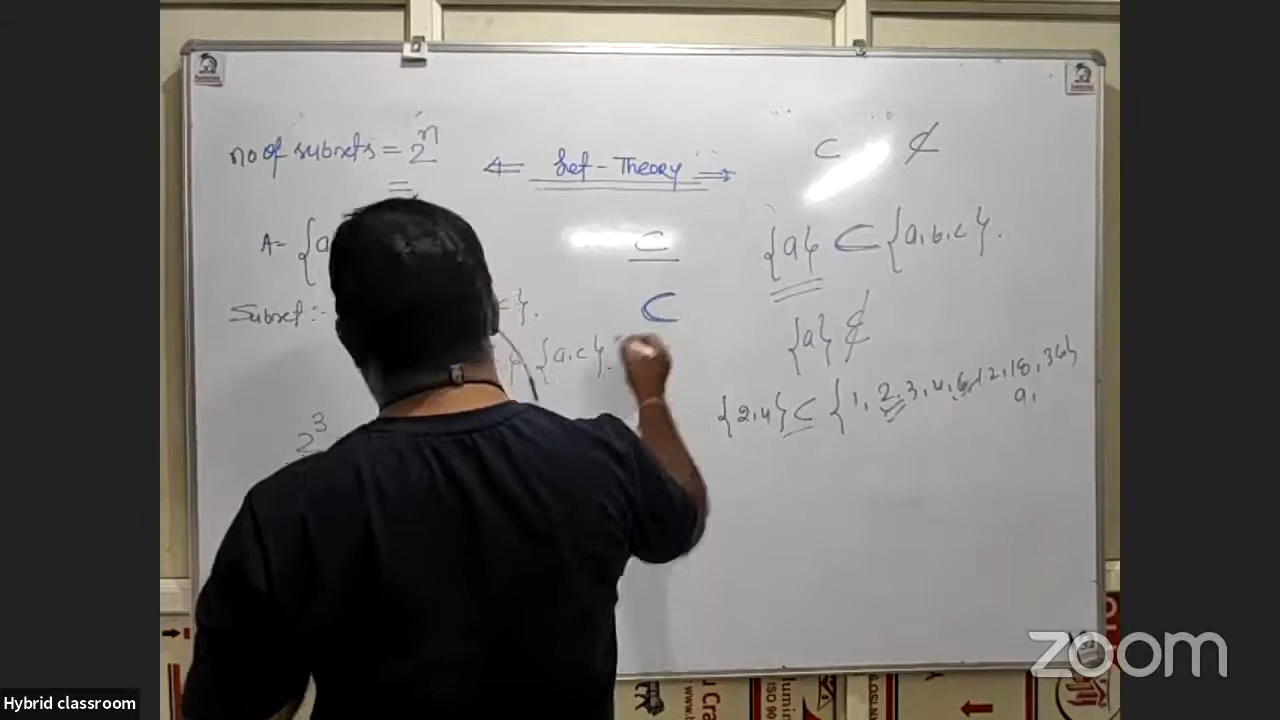 no of subsets = 2^n
⇐ Set - Theory ⇒
⊂ ⊄
A = {a
⊂
{a} ⊂ {a, b, c}.
Subset :-
}.
⊂
{a} ⊄
{a, c}.
{2, 4} ⊂ {1, 2, 3, 4, 6, 12, 18, 36}
9,
2^3
zoom
Hybrid classroom